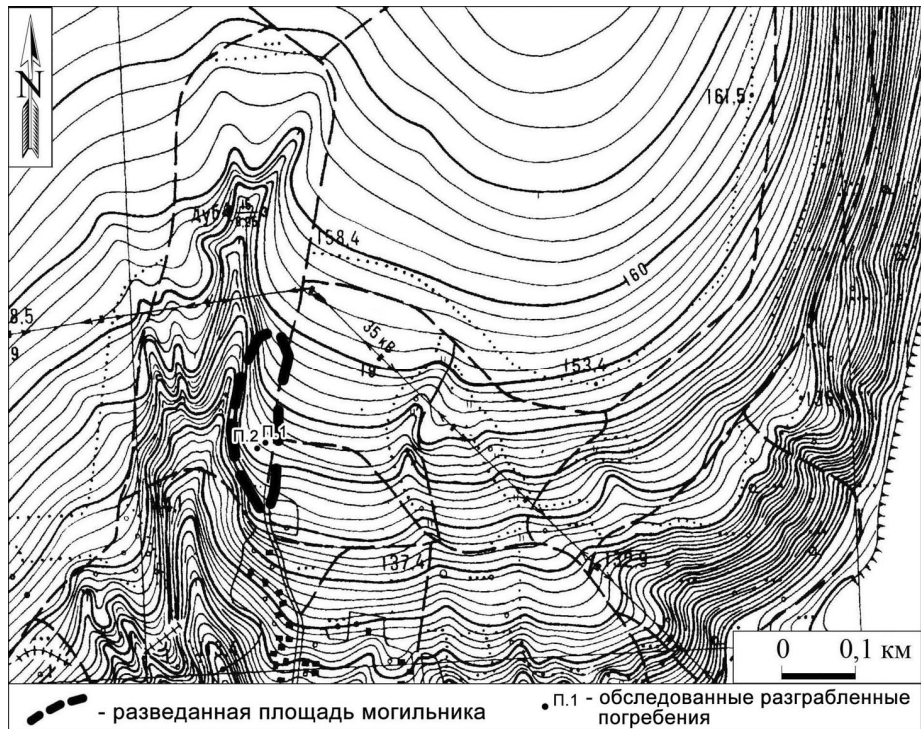 N
161,5
дуб
158.4
160
8.5
9
35 кв
153.4
П.2 П.1
137.4
132.9
0 0,1 км
- разведанная площадь могильника
П.1 - обследованные разграбленные
погребения